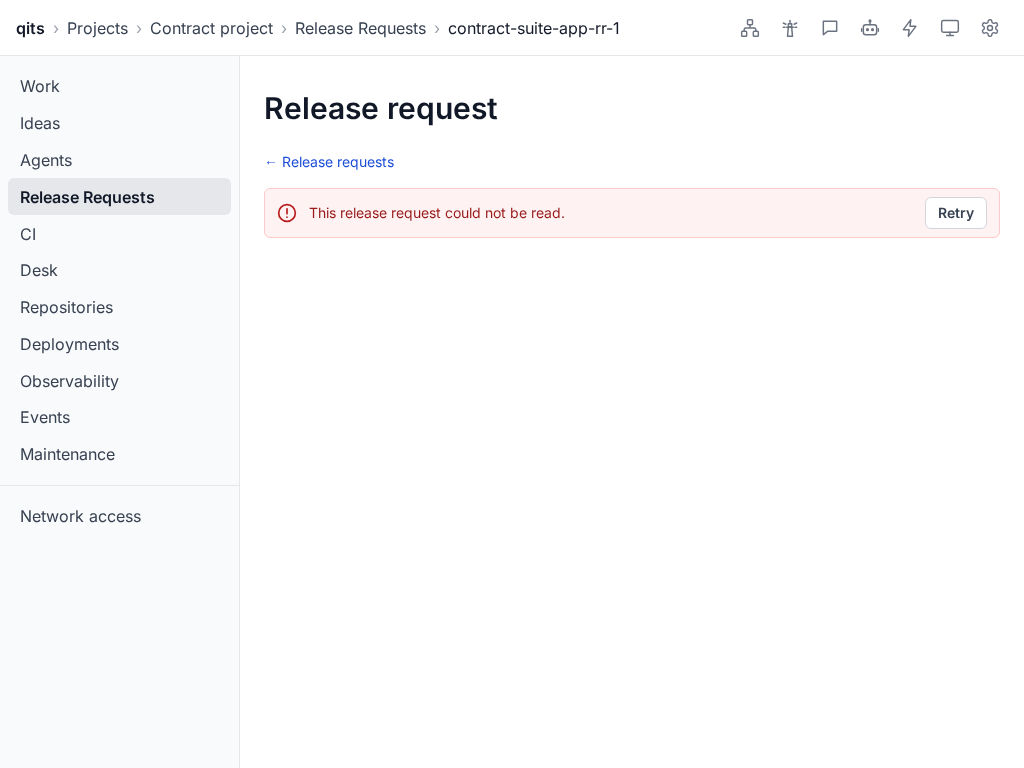 qits › Projects › Contract project › Release Requests › contract-suite-app-rr-1
Work
Ideas
Agents
Release Requests
CI
Desk
Repositories
Deployments
Observability
Events
Maintenance
Network access
Release request
← Release requests
This release request could not be read.
Retry